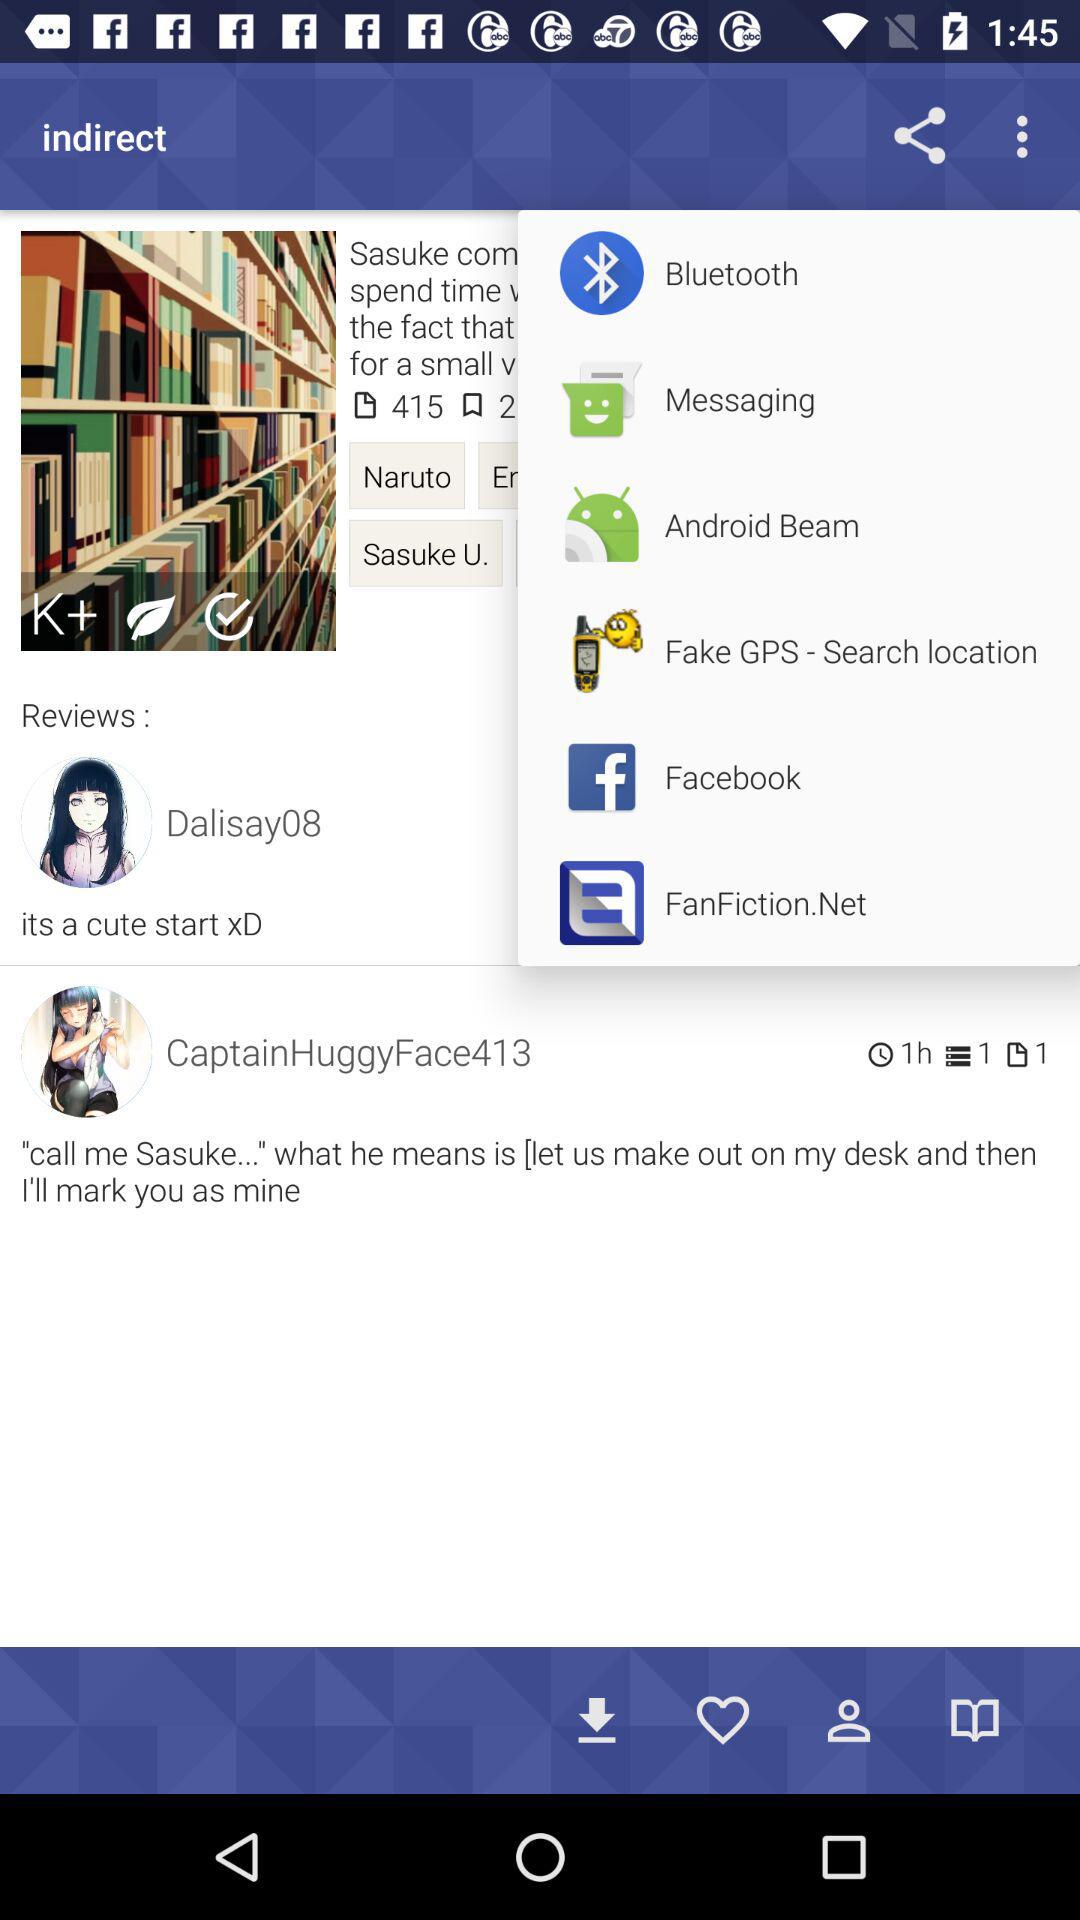 1:45
indirect
Sasuke com
spend time
the fact that
for a small v
415 2
Naruto
Sasuke U.
K+
Bluetooth
Messaging
Android Beam
Fake GPS - Search location
Facebook
FanFiction.Net
Reviews :
Dalisay08
its a cute start xD
CaptainHuggyFace413
1h 1 1
"call me Sasuke..." what he means is [let us make out on my desk and then
I'll mark you as mine